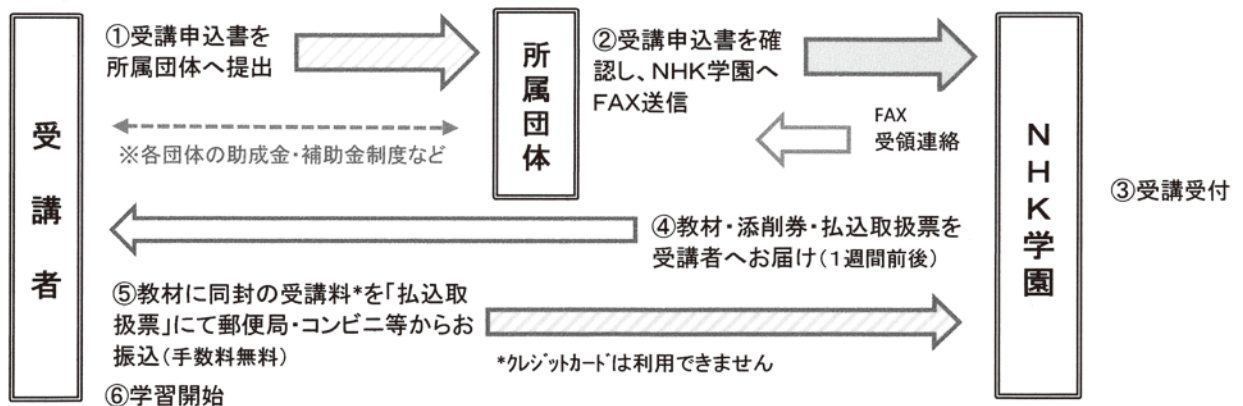 受講者
①受講申込書を
所属団体へ提出
※各団体の助成金・補助金制度など
所属団体
②受講申込書を確
認し、NHK学園へ
FAX送信
FAX
受領連絡
NHK学園
③受講受付
④教材・添削券・払込取扱票を
受講者へお届け(1週間前後)
⑤教材に同封の受講料*を「払込取
扱票」にて郵便局・コンビニ等からお
振込(手数料無料)
*クレジットカードは利用できません
⑥学習開始